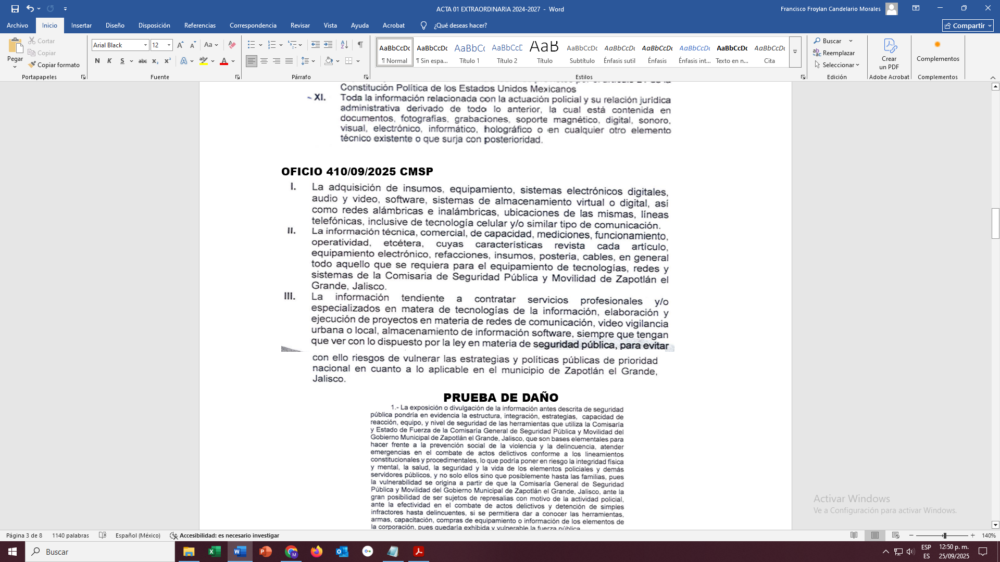 ACTA 01 EXTRAORDINARIA 2024-2027 - Word
Francisco Froylan Candelario Morales
Archivo Inicio Insertar Diseño Disposición Referencias Correspondencia Revisar Vista Ayuda Acrobat ¿Qué deseas hacer? Compartir
Pegar
Cortar
Copiar
Copiar formato
Portapapeles
Arial Black 12
Fuente
Párrafo
AaBbCcDc AaBbCcDc AaBbC( AaBbCcE AaB AaBbCcDc AaBbCcDc AaBbCcDc AaBbCcDc AaBbCcDc AaBbCcDc
¶ Normal ¶ Sin espa... Título 1 Título 2 Título Subtítulo Énfasis sutil Énfasis Énfasis int... Texto en n... Cita
Estilos
Buscar
Reemplazar
Seleccionar
Edición
Crear
un PDF
Adobe Acrobat
Complementos
Complementos
Constitución Política de los Estados Unidos Mexicanos
XI. Toda la información relacionada con la actuación policial y su relación jurídica
administrativa derivado de todo lo anterior, la cual está contenida en
documentos, fotografías, grabaciones, soporte magnético, digital, sonoro,
visual, electrónico, informático, holográfico o en cualquier otro elemento
técnico existente o que surja con posterioridad.
OFICIO 410/09/2025 CMSP
I. La adquisición de insumos, equipamiento, sistemas electrónicos digitales,
audio y video, software, sistemas de almacenamiento virtual o digital, así
como redes alámbricas e inalámbricas, ubicaciones de las mismas, líneas
telefónicas, inclusive de tecnología celular y/o similar tipo de comunicación.
II. La información técnica, comercial, de capacidad, mediciones, funcionamiento,
operatividad, etcétera, cuyas características revista cada artículo,
equipamiento electrónico, refacciones, insumos, posteria, cables, en general
todo aquello que se requiera para el equipamiento de tecnologías, redes y
sistemas de la Comisaria de Seguridad Pública y Movilidad de Zapotlán el
Grande, Jalisco.
III. La información tendiente a contratar servicios profesionales y/o
especializados en matera de tecnologías de la información, elaboración y
ejecución de proyectos en materia de redes de comunicación, video vigilancia
urbana o local, almacenamiento de información software, siempre que tengan
que ver con lo dispuesto por la ley en materia de seguridad pública, para evitar
con ello riesgos de vulnerar las estrategias y políticas públicas de prioridad
nacional en cuanto a lo aplicable en el municipio de Zapotlán el Grande,
Jalisco.
PRUEBA DE DAÑO
1.- La exposición o divulgación de la información antes descrita de seguridad
pública pondría en evidencia la estructura, integración, estrategias, capacidad de
reacción, equipo, y nivel de seguridad de las herramientas que utiliza la Comisaría
y Estado de Fuerza de la Comisaría General de Seguridad Pública y Movilidad del
Gobierno Municipal de Zapotlán el Grande, Jalisco, que son bases elementales para
hacer frente a la prevención social de la violencia y la delincuencia, atender
emergencias en el combate de actos delictivos conforme a los lineamientos
constitucionales y procedimentales, lo que podría poner en riesgo la integridad física
y mental, la salud, la seguridad y la vida de los elementos policiales y demás
servidores públicos, y no solo ellos sino que posiblemente hasta las familias, pues
la vulnerabilidad se origina a partir de que la Comisaría General de Seguridad
Pública y Movilidad del Gobierno Municipal de Zapotlán el Grande, Jalisco, ante la
gran posibilidad de ser sujetos de represalias con motivo de la actividad policial,
ante la efectividad en el combate de actos delictivos y detención de simples
infractores hasta delincuentes, si se permitiera dar a conocer las herramientas,
armas, capacitación, compras de equipamiento o información de los elementos de
la corporación, pues quedaría exhibida y vulnerable la fuerza pública
Activar Windows
Ve a Configuración para activar Windows.
Página 3 de 8 1140 palabras Español (México) Accesibilidad: es necesario investigar 140%
Buscar
ESP
ES
12:50 p. m.
25/09/2025